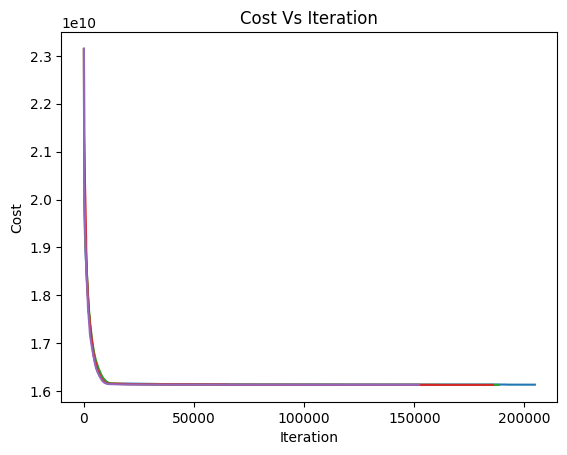 Cost Vs Iteration
1e10
2.3
2.2
2.1
2.0
1.9
1.8
1.7
1.6
Cost
0 50000 100000 150000 200000
Iteration